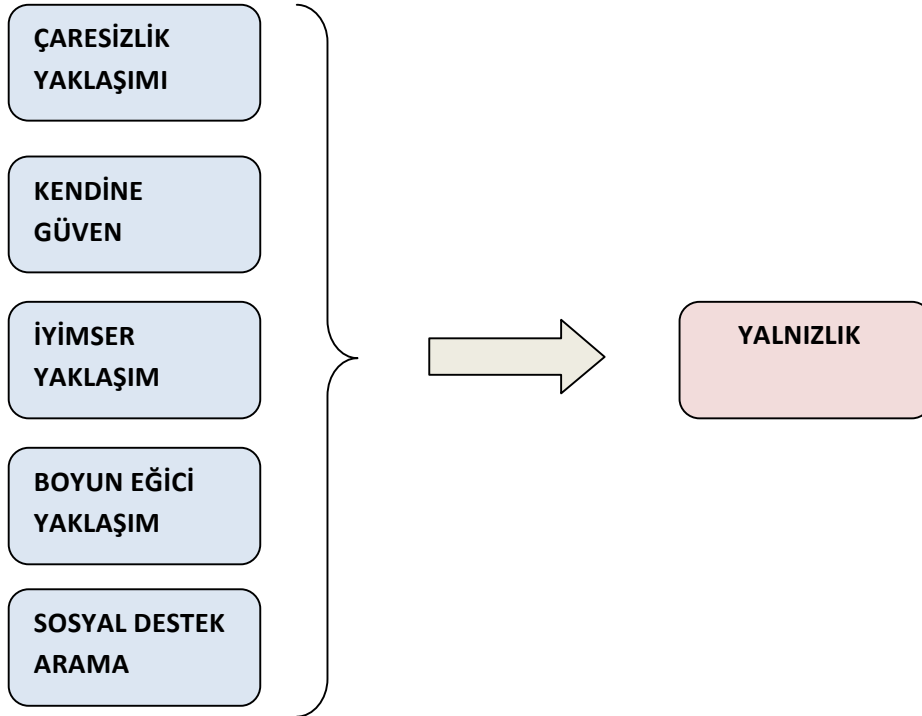 ÇARESİZLİK
YAKLAŞIMI
KENDİNE
GÜVEN
İYİMSER
YAKLAŞIM
YALNIZLIK
BOYUN EĞİCİ
YAKLAŞIM
SOSYAL DESTEK
ARAMA